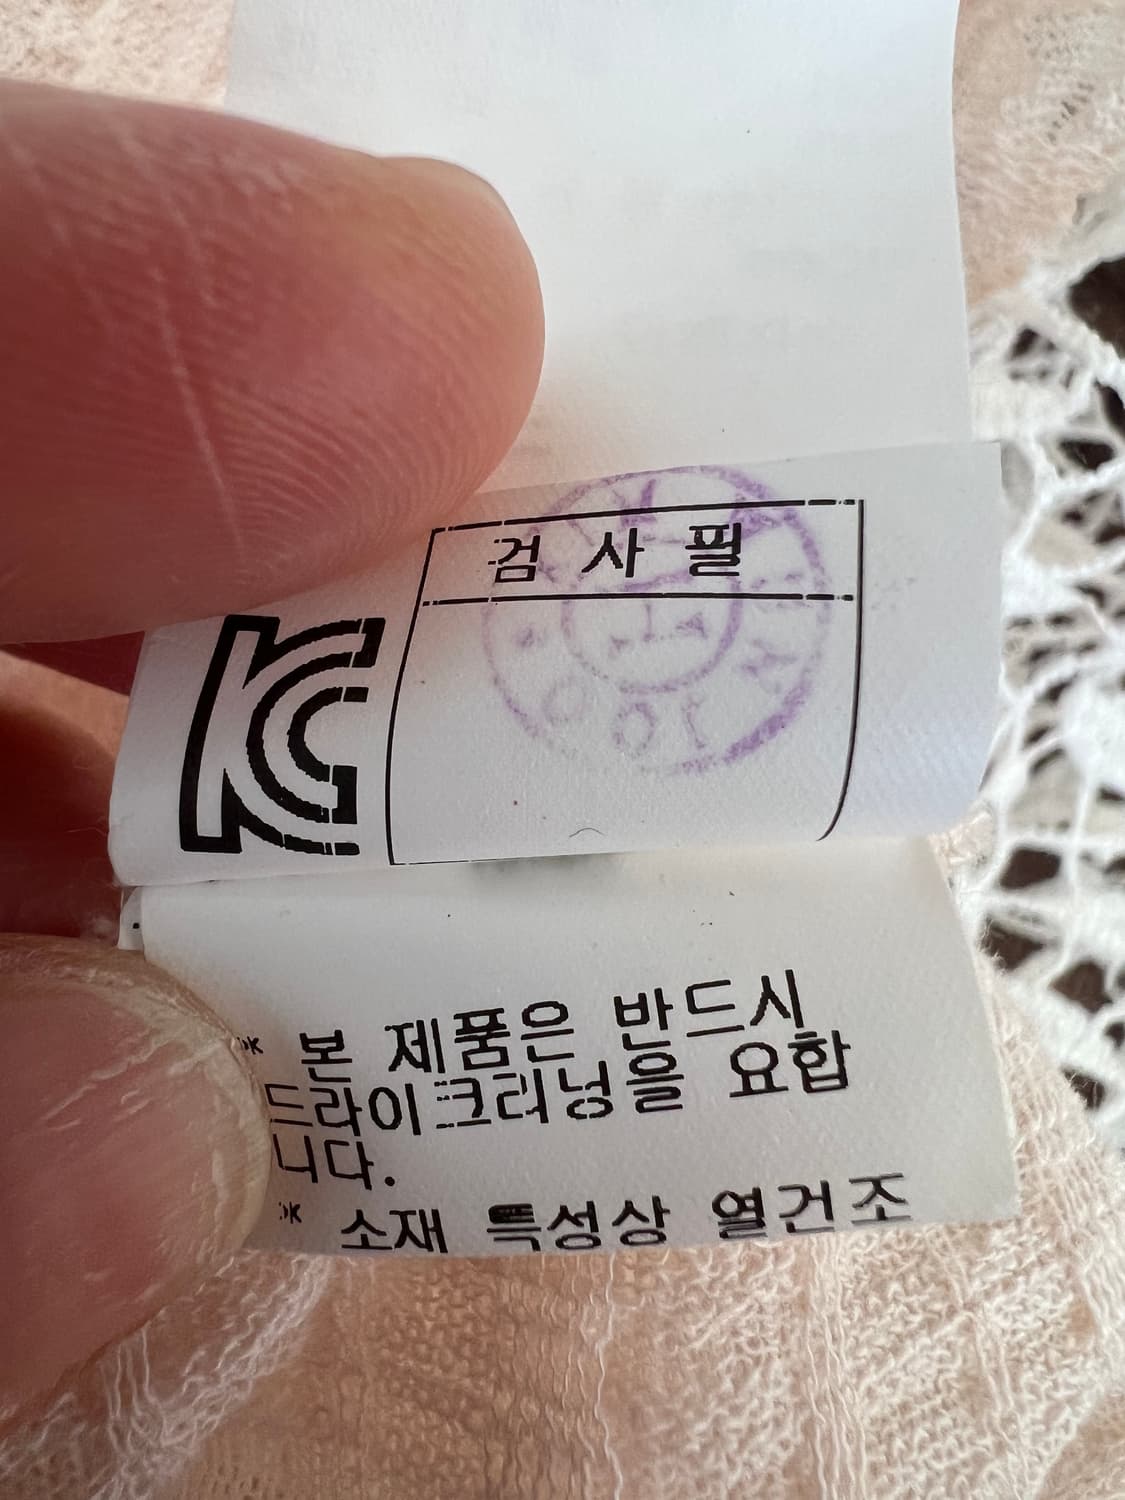 검 사 필
KC
* 본 제품은 반드시
드라이크리닝을 요합
니다.
* 소재 특성상 열건조